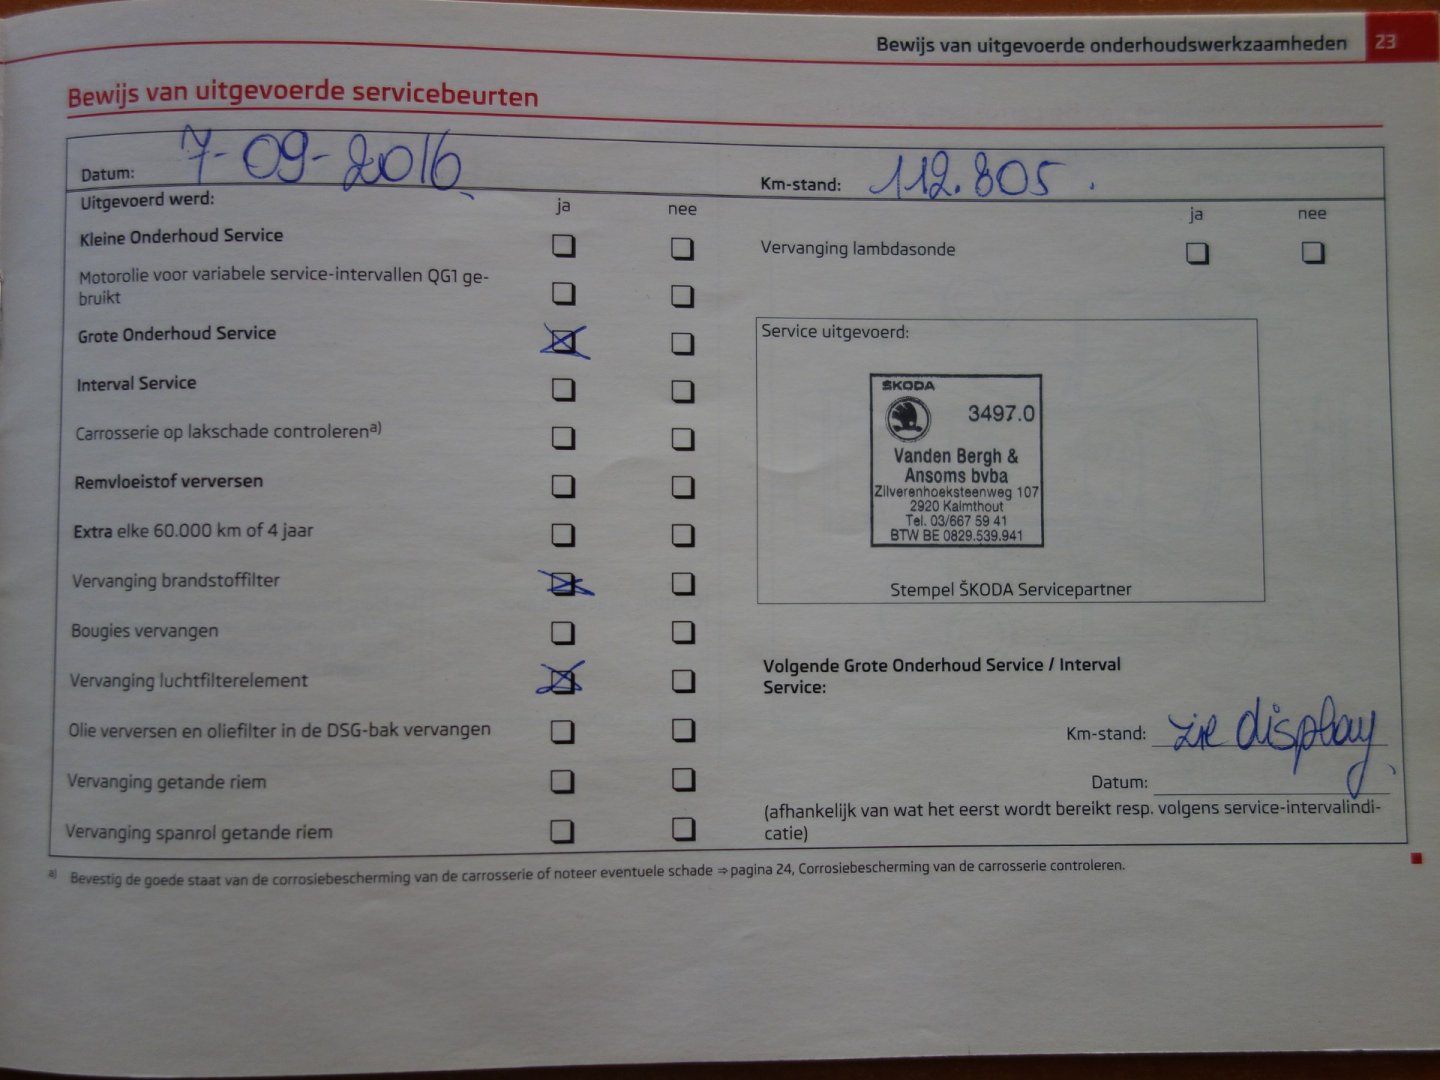 Bewijs van uitgevoerde onderhoudswerkzaamheden 23
Bewijs van uitgevoerde servicebeurten
Datum: 7-09-2016
Km-stand: 112.805.
Uitgevoerd werd:
ja nee
Kleine Onderhoud Service
Motorolie voor variabele service-intervallen QG1 ge-
bruikt
Grote Onderhoud Service
Interval Service
Carrosserie op lakschade controleren a)
Remvloeistof verversen
Extra elke 60.000 km of 4 jaar
Vervanging brandstoffilter
Bougies vervangen
Vervanging luchtfilterelement
Olie verversen en oliefilter in de DSG-bak vervangen
Vervanging getande riem
Vervanging spanrol getande riem
ja nee
Vervanging lambdasonde
Service uitgevoerd:
ŠKODA
3497.0
Vanden Bergh &
Ansoms bvba
Zilverenhoeksteenweg 107
2920 Kalmthout
Tel. 03/667 59 41
BTW BE 0829.539.941
Stempel ŠKODA Servicepartner
Volgende Grote Onderhoud Service / Interval
Service:
Km-stand: zie display
Datum:
(afhankelijk van wat het eerst wordt bereikt resp. volgens service-intervalindi-
catie)
a) Bevestig de goede staat van de corrosiebescherming van de carrosserie of noteer eventuele schade ⇒ pagina 24, Corrosiebescherming van de carrosserie controleren.